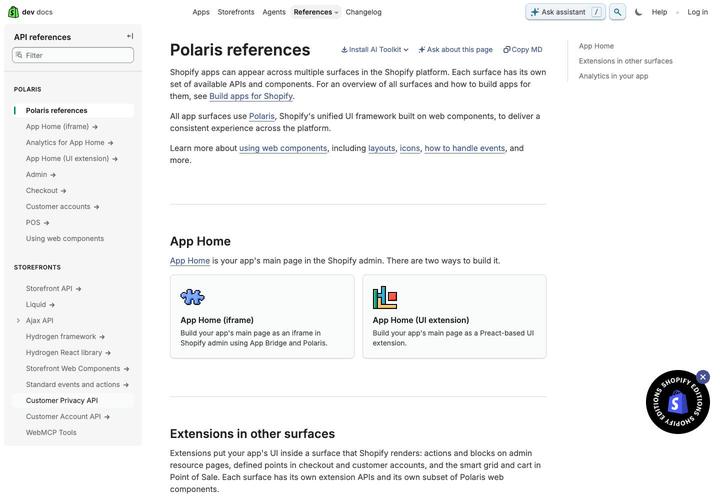 dev docs
Apps Storefronts Agents References Changelog
Ask assistant /
Help Log in
API references
Filter
POLARIS
Polaris references
App Home (iframe)
Analytics for App Home
App Home (UI extension)
Admin
Checkout
Customer accounts
POS
Using web components
STOREFRONTS
Storefront API
Liquid
Ajax API
Hydrogen framework
Hydrogen React library
Storefront Web Components
Standard events and actions
Customer Privacy API
Customer Account API
WebMCP Tools
Polaris references
Install AI Toolkit
Ask about this page
Copy MD
Shopify apps can appear across multiple surfaces in the Shopify platform. Each surface has its own
set of available APIs and components. For an overview of all surfaces and how to build apps for
them, see Build apps for Shopify.
All app surfaces use Polaris, Shopify's unified UI framework built on web components, to deliver a
consistent experience across the platform.
Learn more about using web components, including layouts, icons, how to handle events, and
more.
App Home
App Home is your app's main page in the Shopify admin. There are two ways to build it.
App Home (iframe)
Build your app's main page as an iframe in
Shopify admin using App Bridge and Polaris.
App Home (UI extension)
Build your app's main page as a Preact-based UI
extension.
Extensions in other surfaces
Extensions put your app's UI inside a surface that Shopify renders: actions and blocks on admin
resource pages, defined points in checkout and customer accounts, and the smart grid and cart in
Point of Sale. Each surface has its own extension APIs and its own subset of Polaris web
components.
App Home
Extensions in other surfaces
Analytics in your app
SHOPIFY EDITIONS SHOPIFY EDITIONS